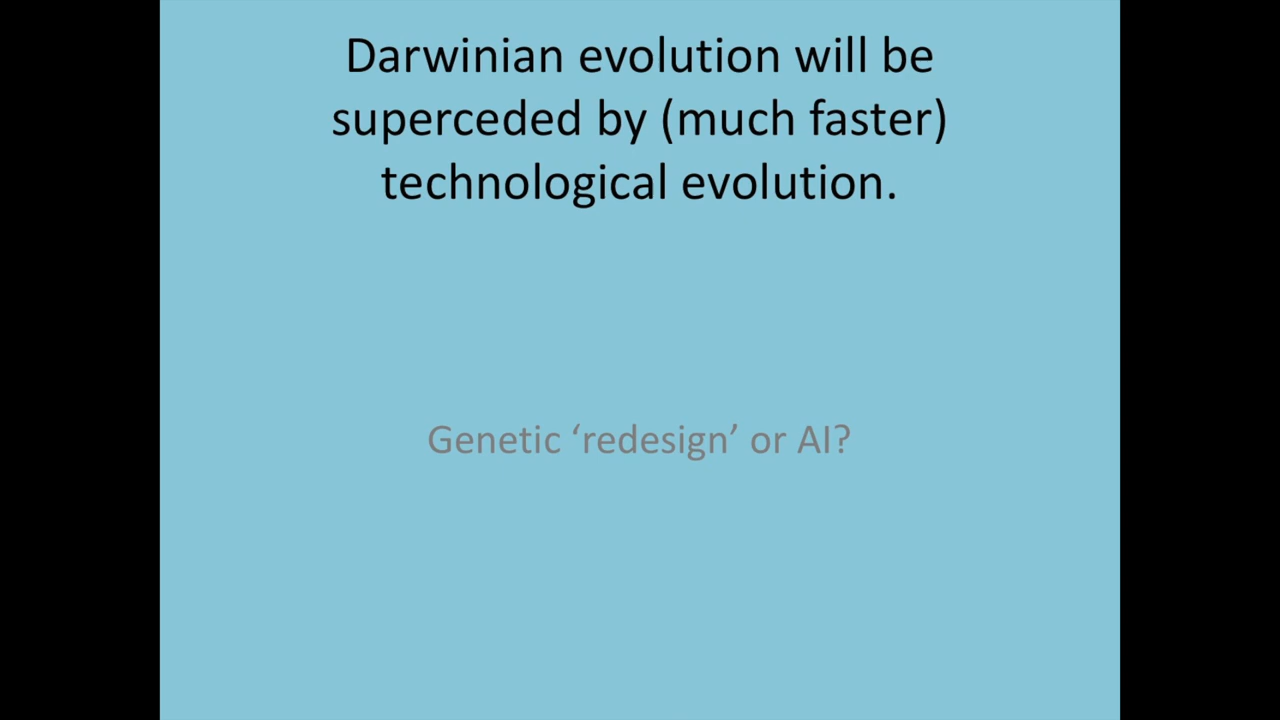 Darwinian evolution will be
superceded by (much faster)
technological evolution.
Genetic ‘redesign’ or AI?